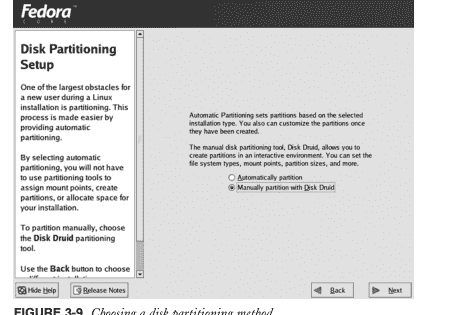 Fedora
C O R E
Disk Partitioning
Setup
One of the largest obstacles for
a new user during a Linux
installation is partitioning. This
process is made easier by
providing automatic
partitioning.
By selecting automatic
partitioning, you will not have
to use partitioning tools to
assign mount points, create
partitions, or allocate space for
your installation.
To partition manually, choose
the Disk Druid partitioning
tool.
Use the Back button to choose
Automatic Partitioning sets partitions based on the selected
installation type. You also can customize the partitions once
they have been created.
The manual disk partitioning tool, Disk Druid, allows you to
create partitions in an interactive environment. You can set the
file system types, mount points, partition sizes, and more.
Automatically partition
Manually partition with Disk Druid
Hide Help
Release Notes
Back
Next
FIGURE 3-9 Choosing a disk partitioning method